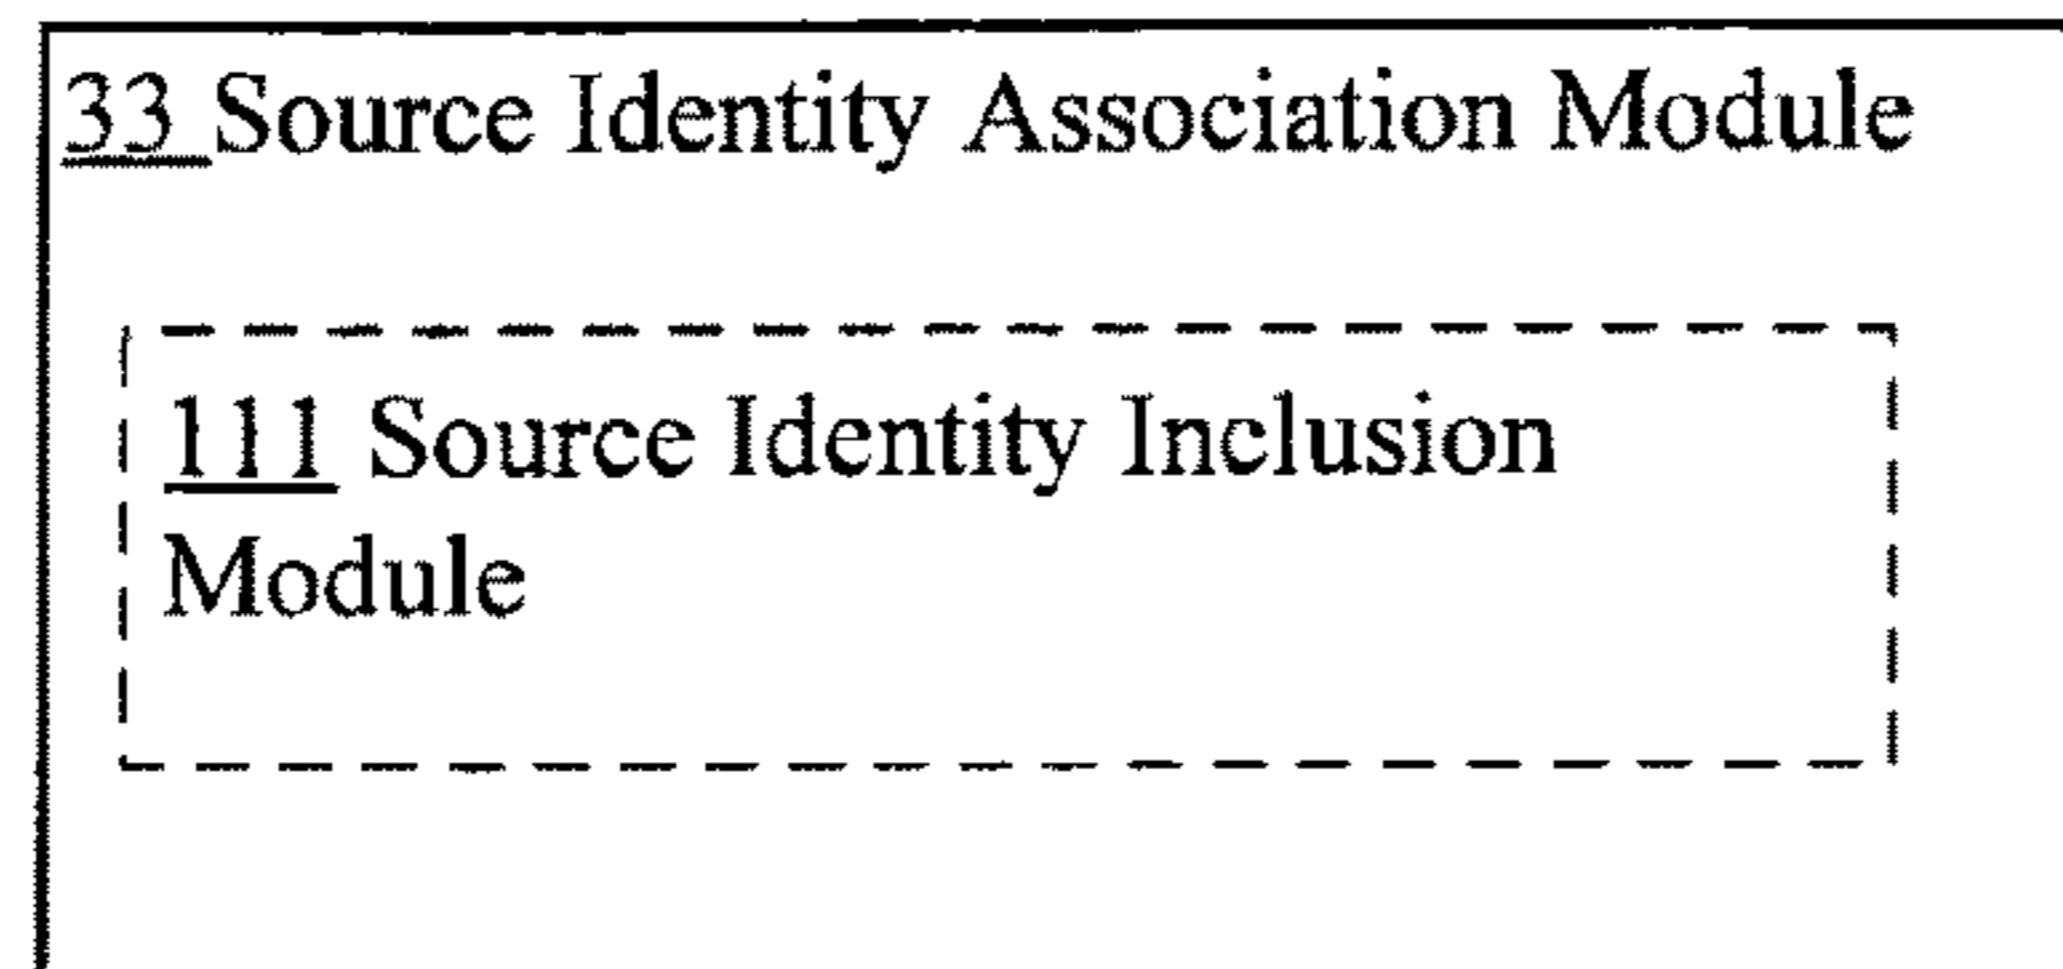 33 Source Identity Association Module
111 Source Identity Inclusion
Module